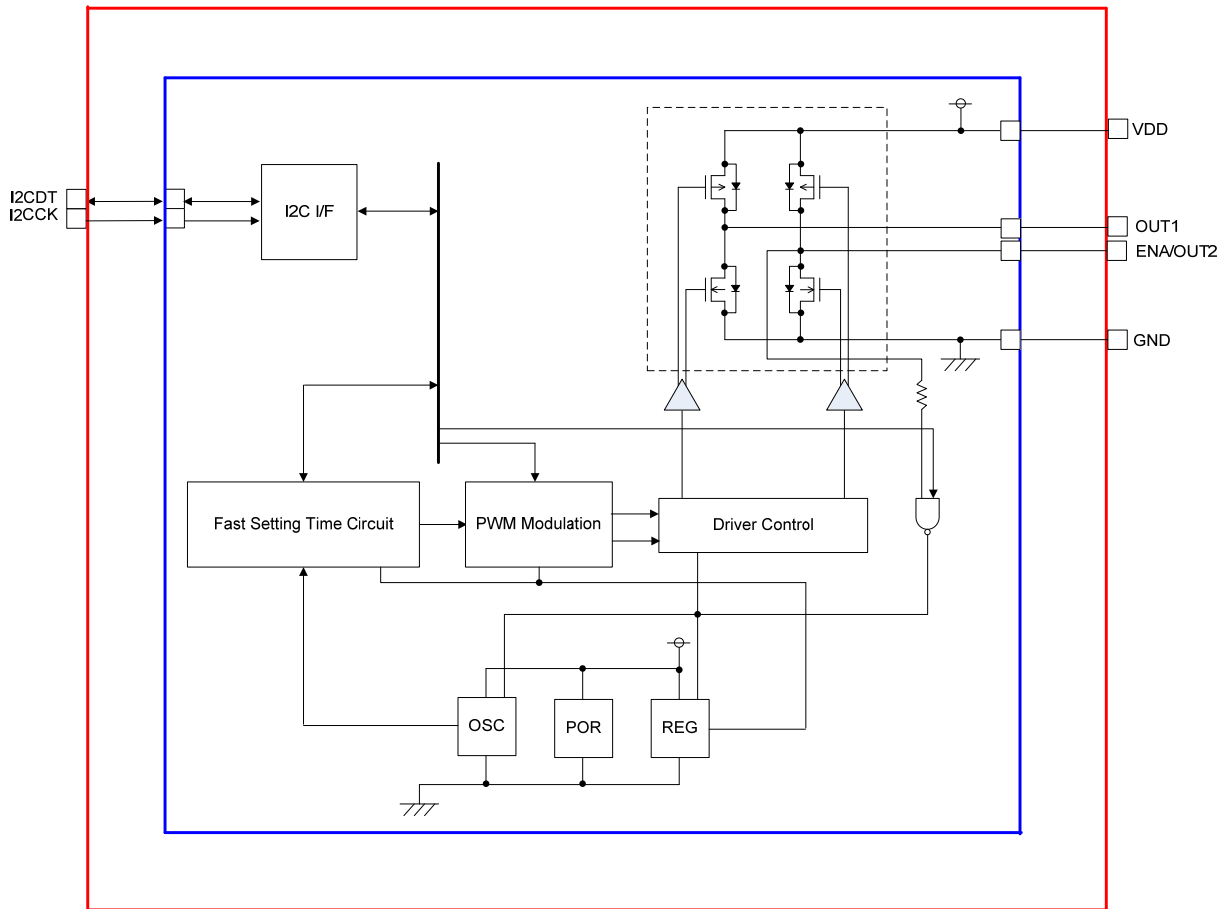 VDD
I2CDT
I2C I/F
I2CCK
OUT1
ENA/OUT2
GND
Fast Setting Time Circuit
PWM Modulation
Driver Control
OSC
POR
REG